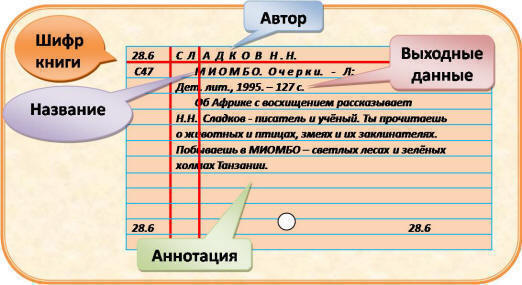 Автор
Шифр
книги
28.6 С Л А Д К О В Н. Н.
Выходные
данные
С47 М И О М Б О. О ч е р к и. - Л:
Название
Дет. лит., 1995. – 127 с.
Об Африке с восхищением рассказывает
Н.Н. Сладков - писатель и учёный. Ты прочитаешь
о животных и птицах, змеях и их заклинателях.
Побываешь в МИОМБО – светлых лесах и зелёных
холмах Танзании.
28.6 28.6
Аннотация